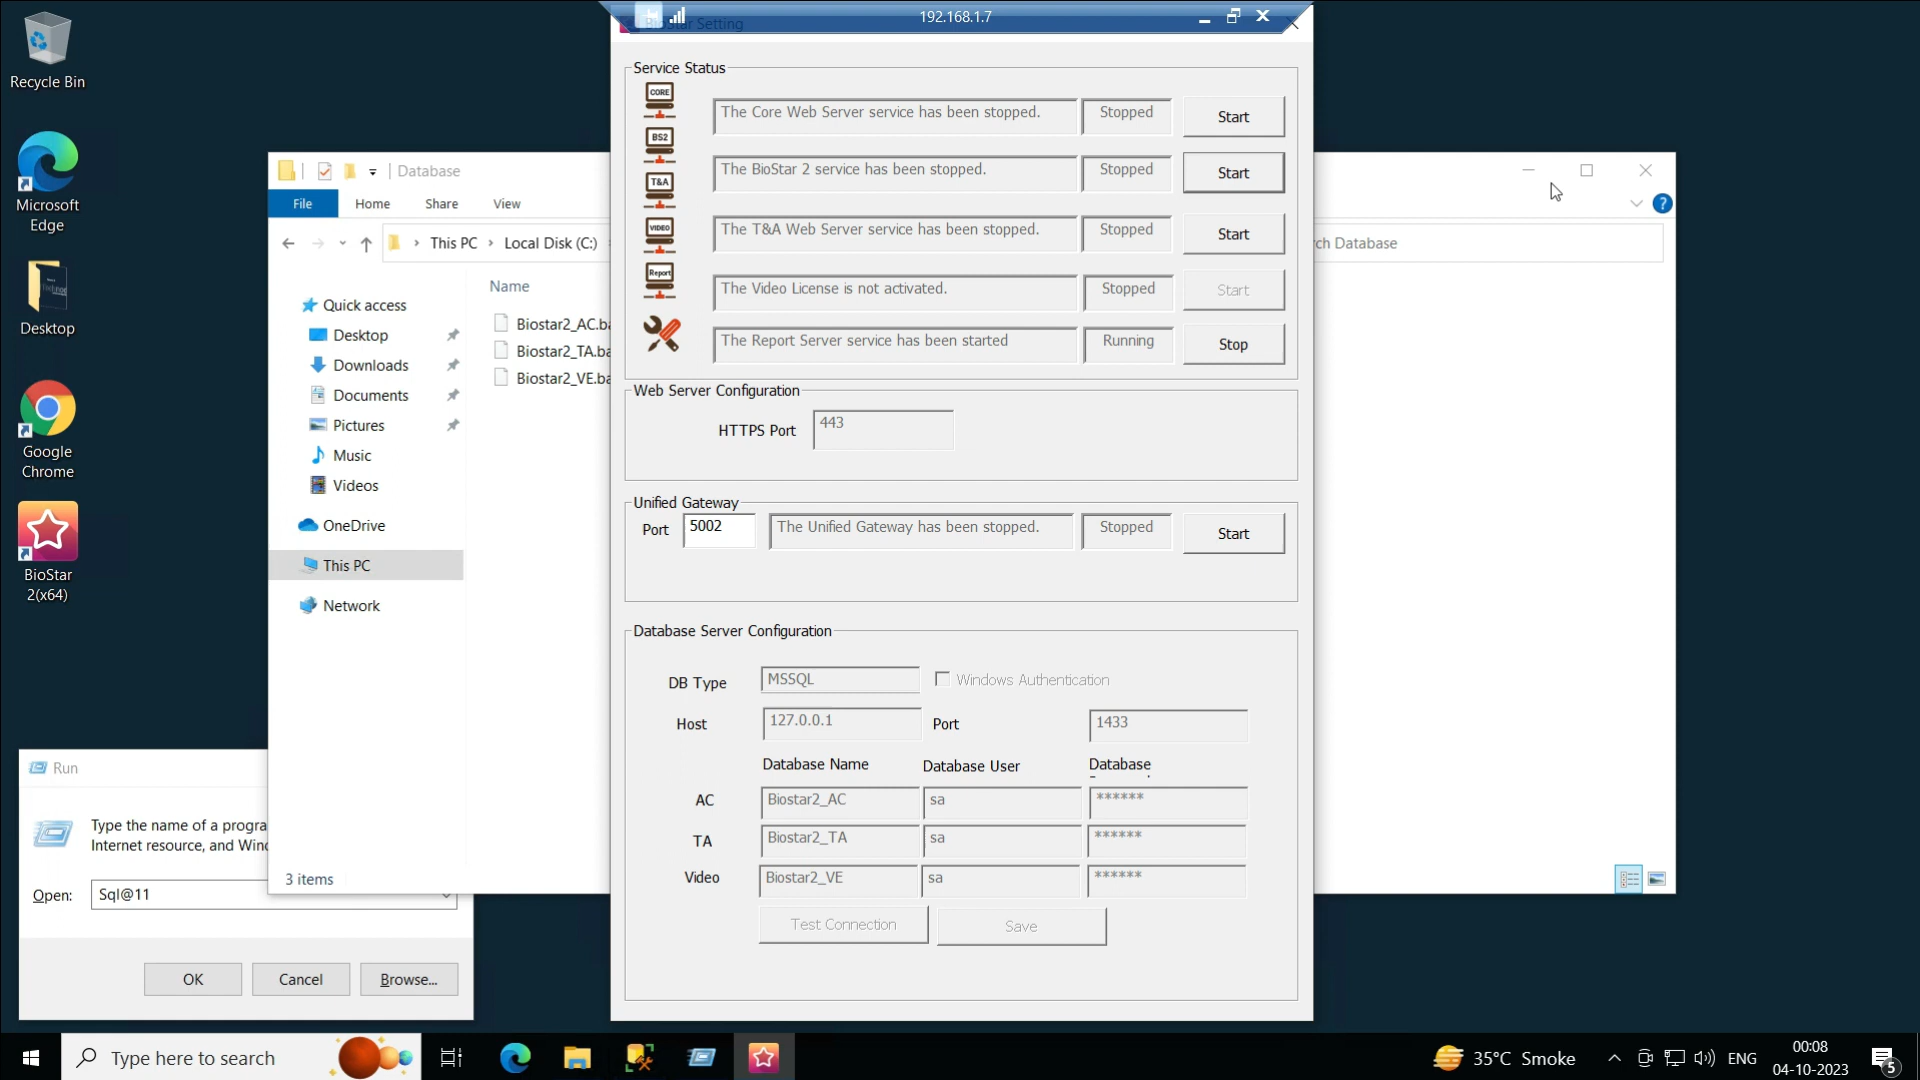 192.168.1.7
BioStar Setting
Recycle Bin
Microsoft
Edge
Desktop
Google
Chrome
BioStar
2(x64)
Database
File
Home
Share
View
This PC
Local Disk (C:)
ch Database
Name
Quick access
Desktop
Downloads
Documents
Pictures
Music
Videos
OneDrive
This PC
Network
Biostar2_AC.ba
Biostar2_TA.ba
Biostar2_VE.ba
3 items
Service Status
CORE
The Core Web Server service has been stopped.
Stopped
Start
BS2
The BioStar 2 service has been stopped.
Stopped
Start
T&A
The T&A Web Server service has been stopped.
Stopped
Start
VIDEO
The Video License is not activated.
Stopped
Start
Report
The Report Server service has been started
Running
Stop
Web Server Configuration
HTTPS Port
443
Unified Gateway
Port
5002
The Unified Gateway has been stopped.
Stopped
Start
Database Server Configuration
DB Type
MSSQL
Windows Authentication
Host
127.0.0.1
Port
1433
Database Name
Database User
Database
AC
Biostar2_AC
sa
******
TA
Biostar2_TA
sa
******
Video
Biostar2_VE
sa
******
Test Connection
Save
Run
Type the name of a progra
Internet resource, and Winc
Open:
Sql@11
OK
Cancel
Browse...
Type here to search
35°C Smoke
ENG
00:08
04-10-2023
5